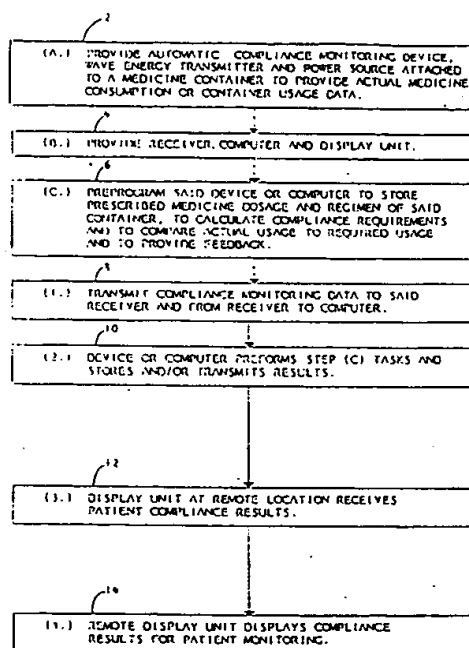 2
(A.) PROVIDE AUTOMATIC COMPLIANCE MONITORING DEVICE,
WAVE ENERGY TRANSMITTER AND POWER SOURCE ATTACHED
TO A MEDICINE CONTAINER TO PROVIDE ACTUAL MEDICINE
CONSUMPTION OR CONTAINER USAGE DATA.
4
(B.) PROVIDE RECEIVER, COMPUTER AND DISPLAY UNIT.
6
(C.) PREPROGRAM SAID DEVICE OR COMPUTER TO STORE
PRESCRIBED MEDICINE DOSAGE AND REGIMEN OF SAID
CONTAINER, TO CALCULATE COMPLIANCE REQUIREMENTS
AND TO COMPARE ACTUAL USAGE TO REQUIRED USAGE
AND TO PROVIDE FEEDBACK.
8
(1.) TRANSMIT COMPLIANCE MONITORING DATA TO SAID
RECEIVER AND FROM RECEIVER TO COMPUTER.
10
(2.) DEVICE OR COMPUTER PREFORMS STEP (C) TASKS AND
STORES AND/OR TRANSMITS RESULTS.
12
(3.) DISPLAY UNIT AT REMOTE LOCATION RECEIVES
PATIENT COMPLIANCE RESULTS.
14
(4.) REMOTE DISPLAY UNIT DISPLAYS COMPLIANCE
RESULTS FOR PATIENT MONITORING.